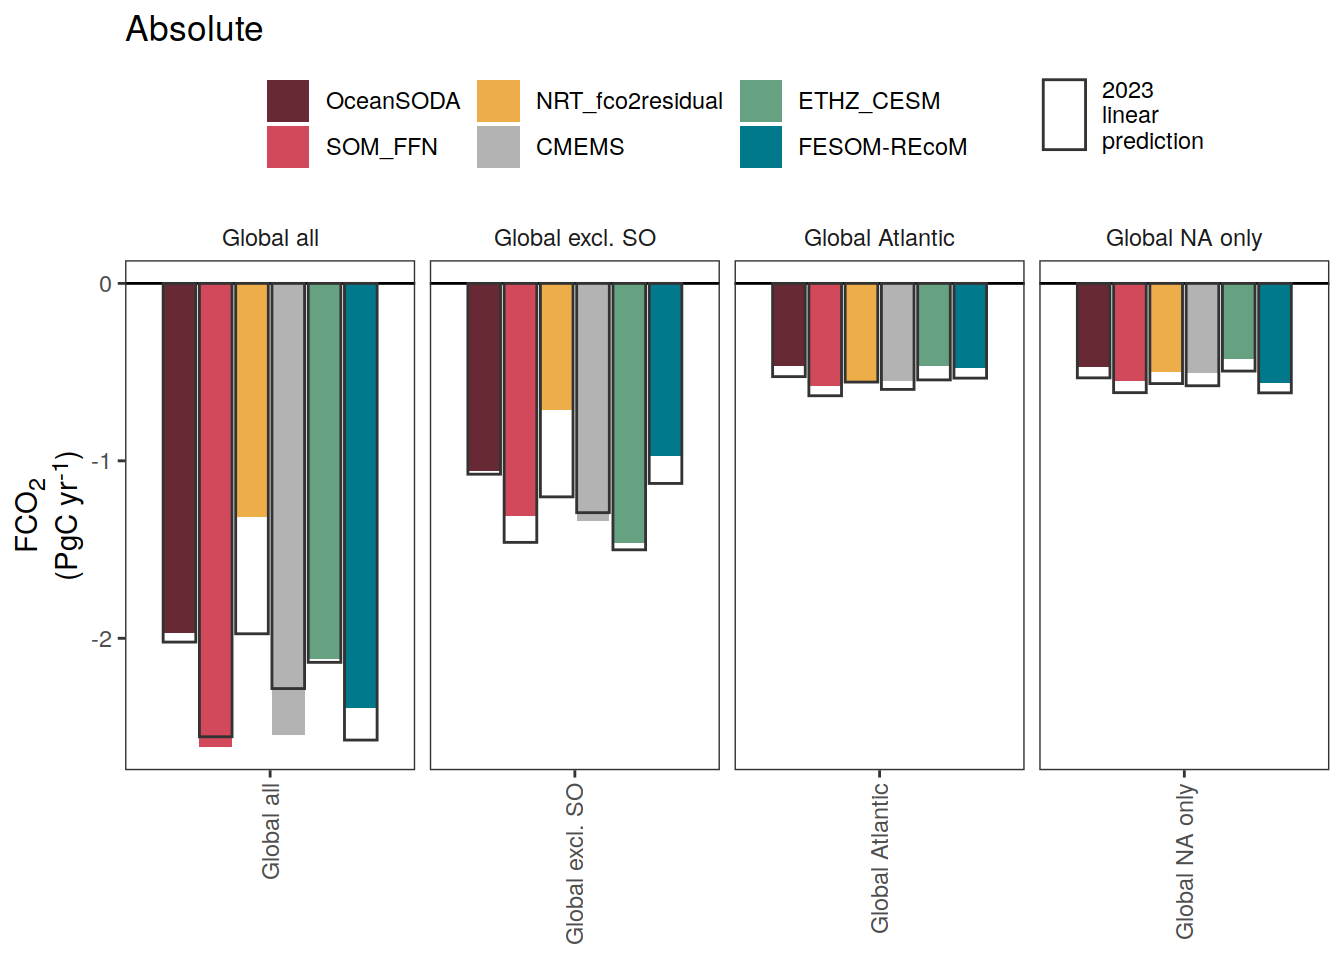 Absolute
OceanSODA
NRT_fco2residual
ETHZ_CESM
SOM_FFN
CMEMS
FESOM-REcoM
2023
linear
prediction
Global all
Global excl. SO
Global Atlantic
Global NA only
0
-1
-2
FCO₂
(PgC yr⁻¹)
Global all
Global excl. SO
Global Atlantic
Global NA only